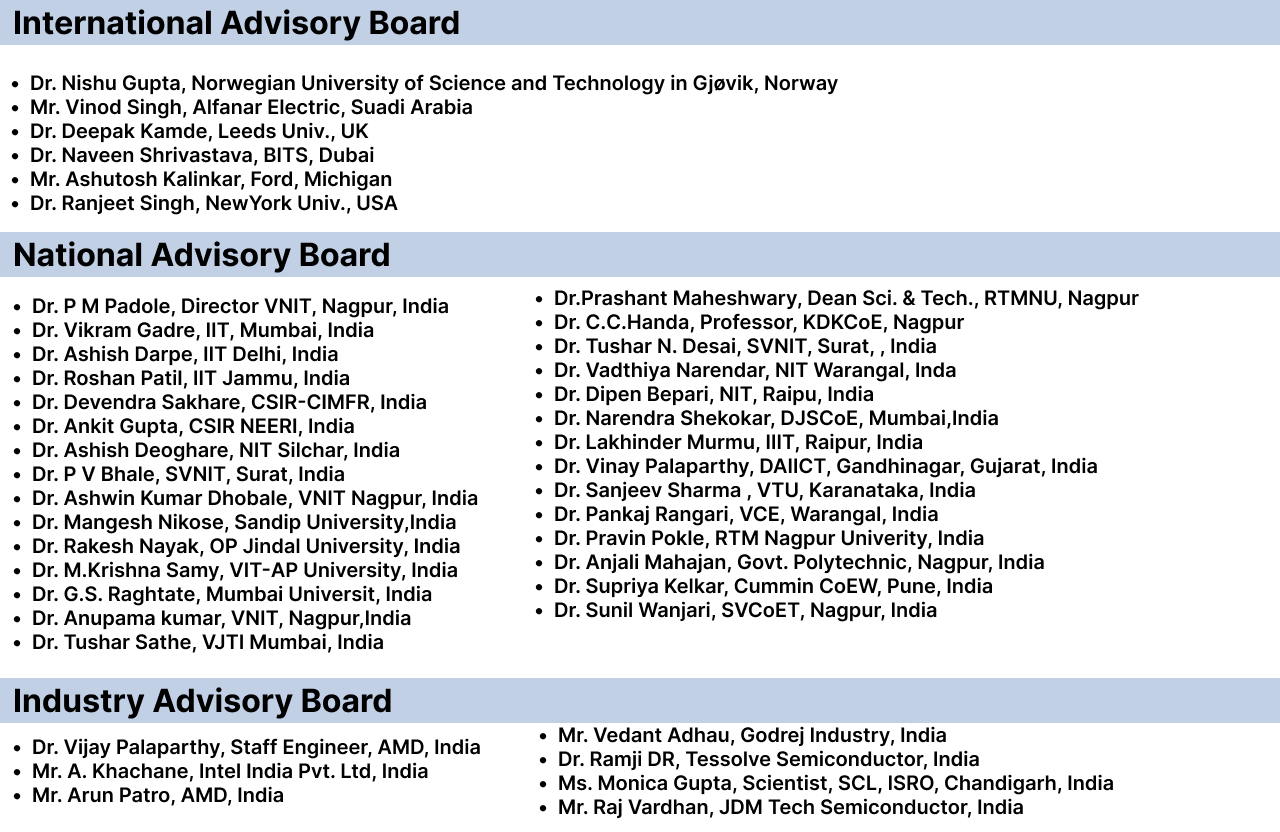 International Advisory Board
• Dr. Nishu Gupta, Norwegian University of Science and Technology in Gjøvik, Norway
• Mr. Vinod Singh, Alfanar Electric, Suadi Arabia
• Dr. Deepak Kamde, Leeds Univ., UK
• Dr. Naveen Shrivastava, BITS, Dubai
• Mr. Ashutosh Kalinkar, Ford, Michigan
• Dr. Ranjeet Singh, NewYork Univ., USA
National Advisory Board
• Dr. P M Padole, Director VNIT, Nagpur, India
• Dr. Vikram Gadre, IIT, Mumbai, India
• Dr. Ashish Darpe, IIT Delhi, India
• Dr. Roshan Patil, IIT Jammu, India
• Dr. Devendra Sakhare, CSIR-CIMFR, India
• Dr. Ankit Gupta, CSIR NEERI, India
• Dr. Ashish Deoghare, NIT Silchar, India
• Dr. P V Bhale, SVNIT, Surat, India
• Dr. Ashwin Kumar Dhobale, VNIT Nagpur, India
• Dr. Mangesh Nikose, Sandip University,India
• Dr. Rakesh Nayak, OP Jindal University, India
• Dr. M.Krishna Samy, VIT-AP University, India
• Dr. G.S. Raghtate, Mumbai Universit, India
• Dr. Anupama kumar, VNIT, Nagpur,India
• Dr. Tushar Sathe, VJTI Mumbai, India
• Dr.Prashant Maheshwary, Dean Sci. & Tech., RTMNU, Nagpur
• Dr. C.C.Handa, Professor, KDKCoE, Nagpur
• Dr. Tushar N. Desai, SVNIT, Surat, , India
• Dr. Vadthiya Narendar, NIT Warangal, Inda
• Dr. Dipen Bepari, NIT, Raipu, India
• Dr. Narendra Shekokar, DJSCoE, Mumbai,India
• Dr. Lakhinder Murmu, IIIT, Raipur, India
• Dr. Vinay Palaparthy, DAIICT, Gandhinagar, Gujarat, India
• Dr. Sanjeev Sharma , VTU, Karanataka, India
• Dr. Pankaj Rangari, VCE, Warangal, India
• Dr. Pravin Pokle, RTM Nagpur Univerity, India
• Dr. Anjali Mahajan, Govt. Polytechnic, Nagpur, India
• Dr. Supriya Kelkar, Cummin CoEW, Pune, India
• Dr. Sunil Wanjari, SVCoET, Nagpur, India
Industry Advisory Board
• Dr. Vijay Palaparthy, Staff Engineer, AMD, India
• Mr. A. Khachane, Intel India Pvt. Ltd, India
• Mr. Arun Patro, AMD, India
• Mr. Vedant Adhau, Godrej Industry, India
• Dr. Ramji DR, Tessolve Semiconductor, India
• Ms. Monica Gupta, Scientist, SCL, ISRO, Chandigarh, India
• Mr. Raj Vardhan, JDM Tech Semiconductor, India